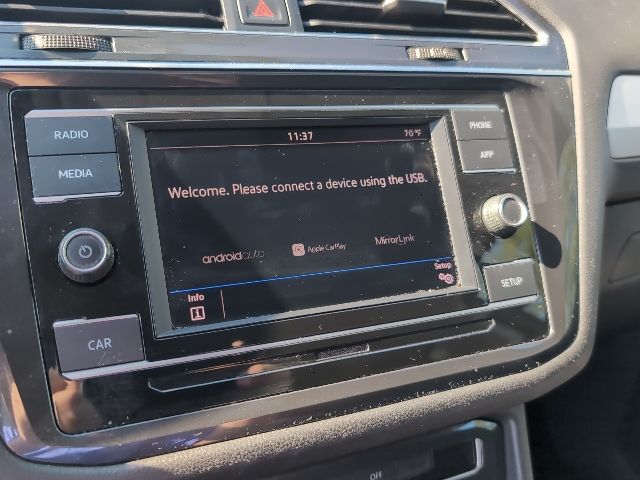 RADIO
MEDIA
CAR
11:37
70°F
Welcome. Please connect a device using the USB.
androidauto
Apple CarPlay
MirrorLink
Setup
Info
PHONE
APP
SETUP
OFF